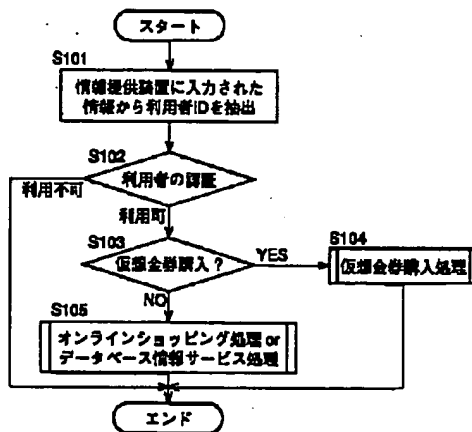 スタート
S101
情報提供装置に入力された
情報から利用者IDを抽出
S102
利用者の認証
利用不可
利用可
S103
仮想金券購入？
YES
S104
仮想金券購入処理
NO
S105
オンラインショッピング処理or
データベース情報サービス処理
エンド